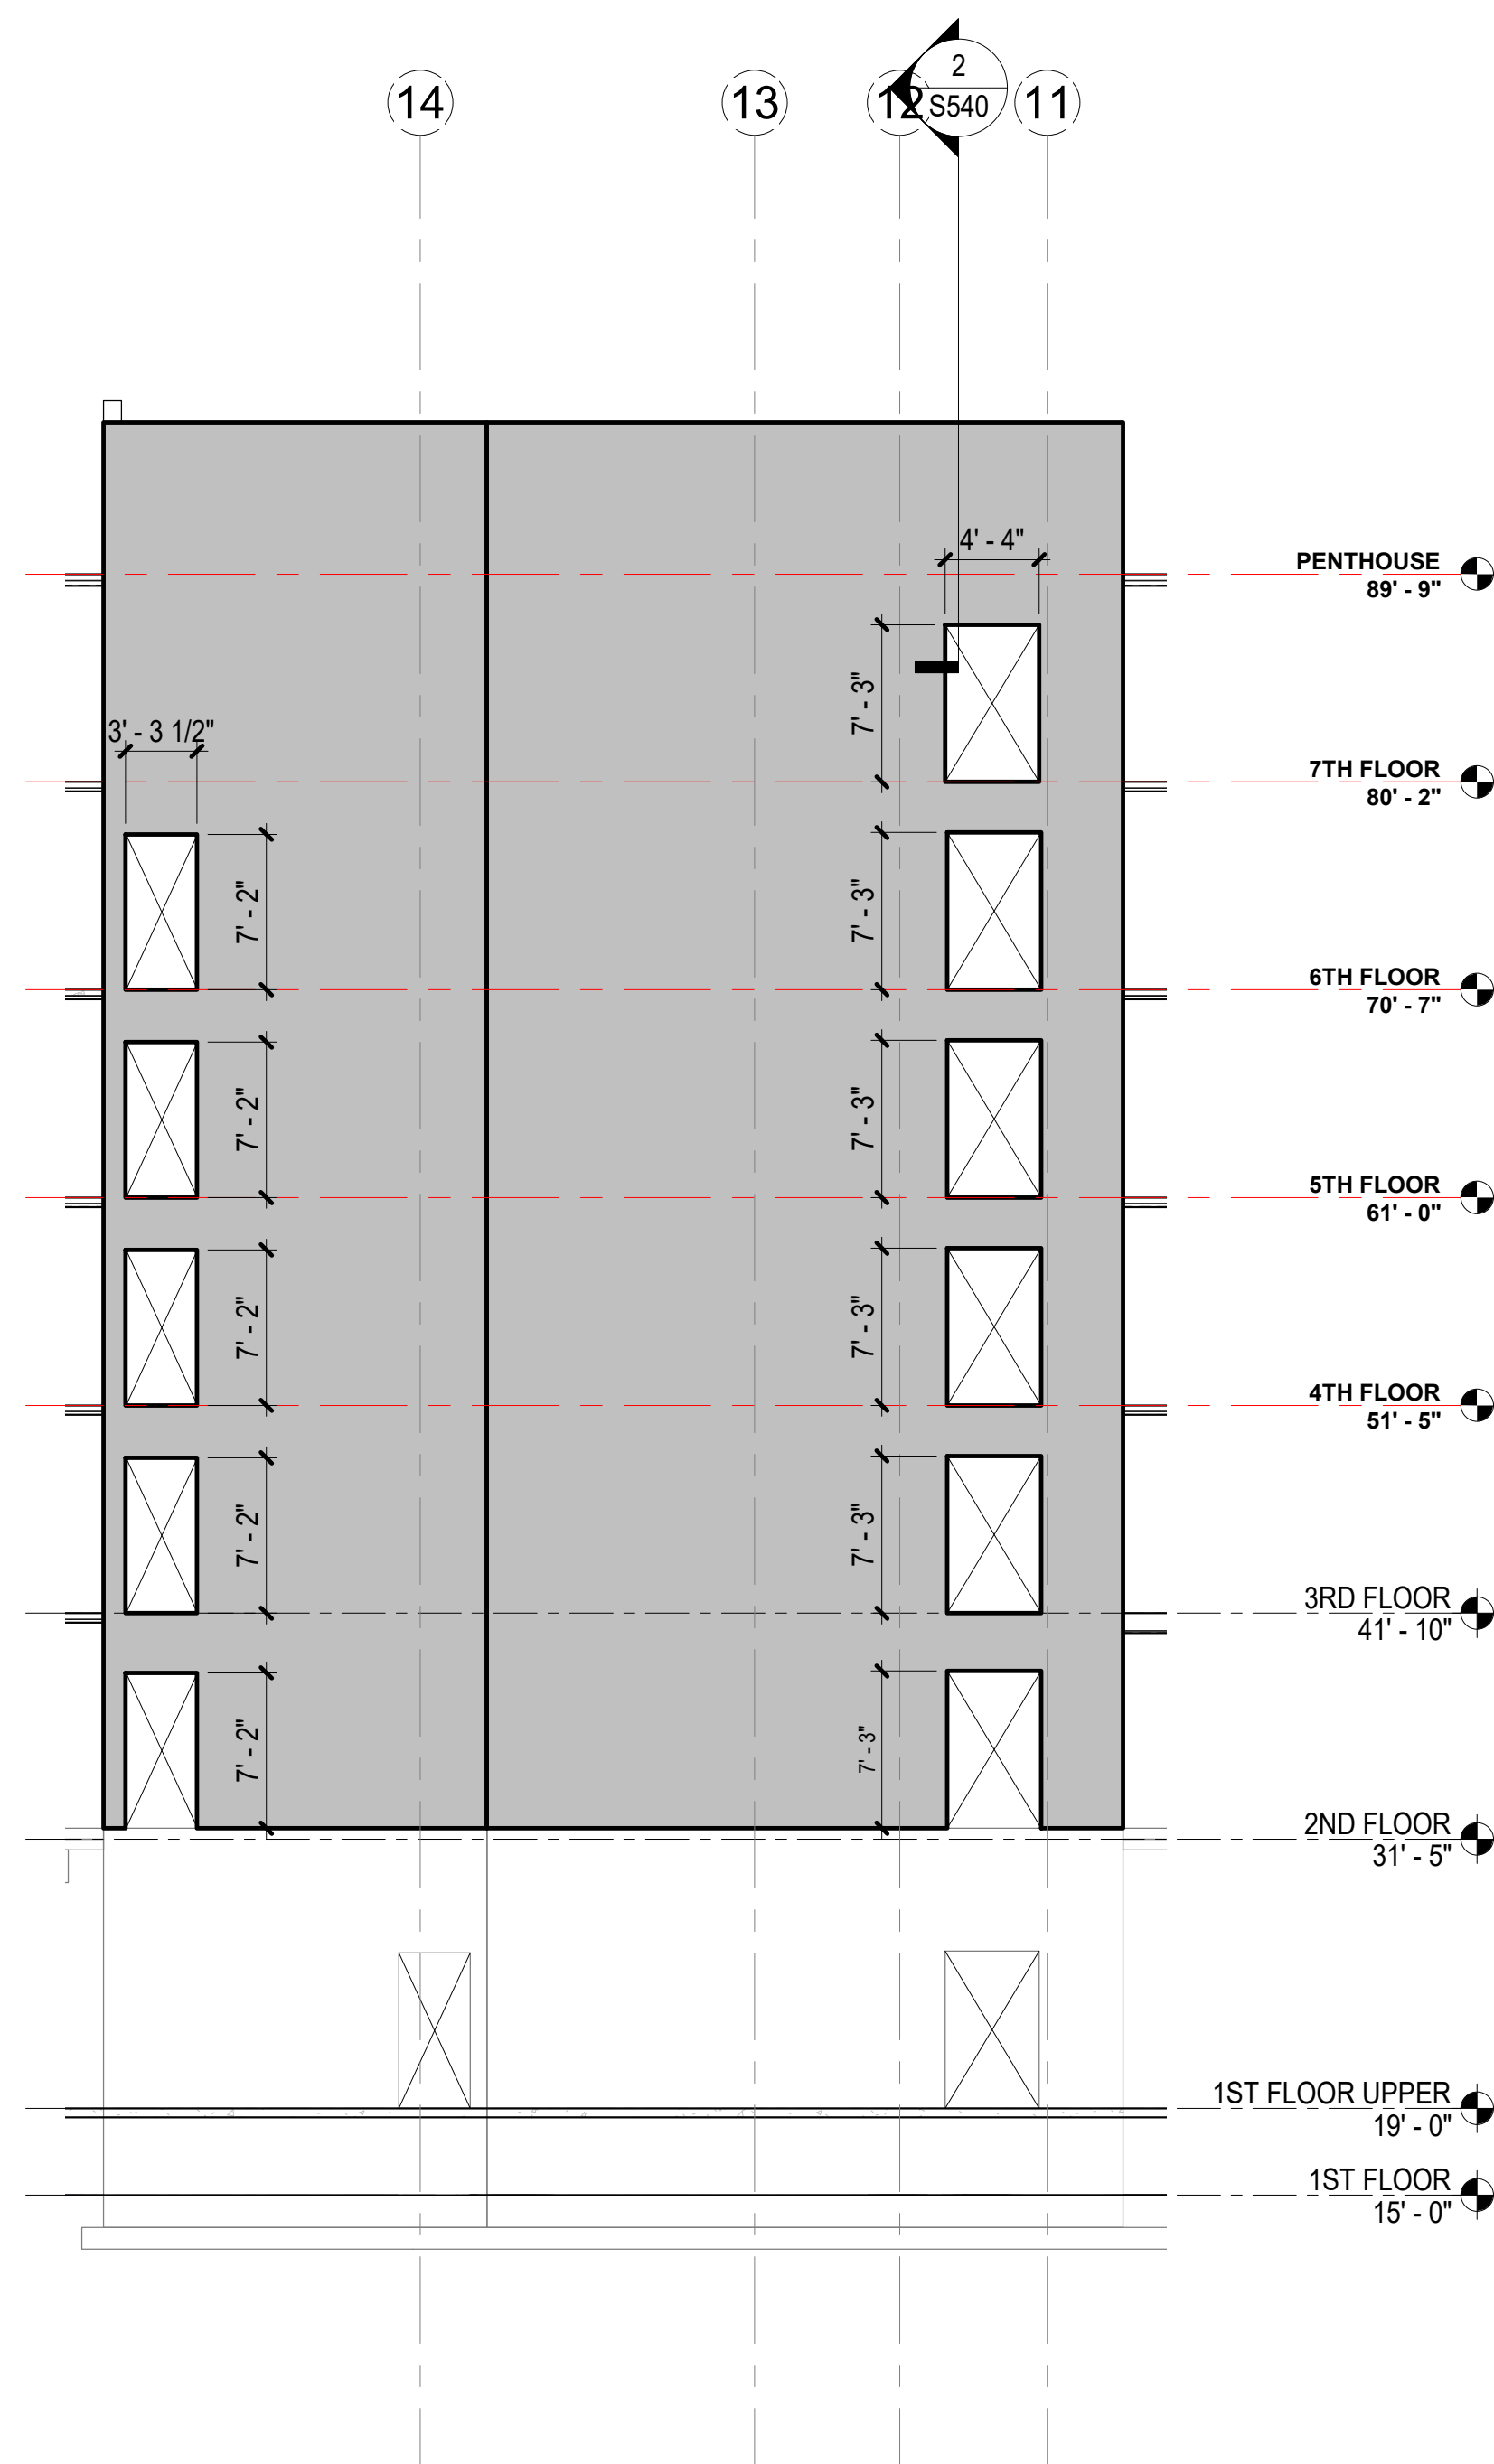 2
14
13
12
S540
11
4' - 4"
PENTHOUSE
89' - 9"
7' - 3"
3' - 3 1/2"
7TH FLOOR
80' - 2"
7' - 2"
7' - 3"
6TH FLOOR
70' - 7"
7' - 2"
7' - 3"
5TH FLOOR
61' - 0"
7' - 2"
7' - 3"
4TH FLOOR
51' - 5"
7' - 2"
7' - 3"
3RD FLOOR
41' - 10"
7' - 2"
7' - 3"
2ND FLOOR
31' - 5"
1ST FLOOR UPPER
19' - 0"
1ST FLOOR
15' - 0"